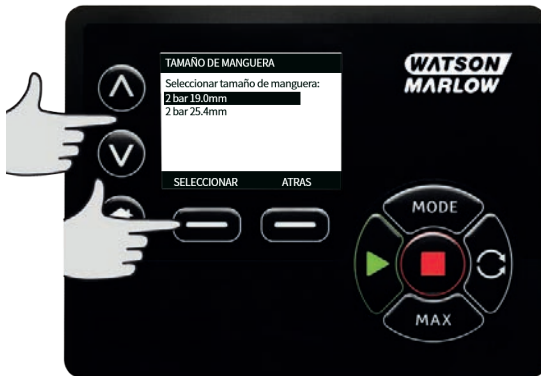 TAMAÑO DE MANGUERA
Seleccionar tamaño de manguera:
2 bar 19.0mm
2 bar 25.4mm
SELECCIONAR ATRAS
WATSON
MARLOW
MODE
MAX